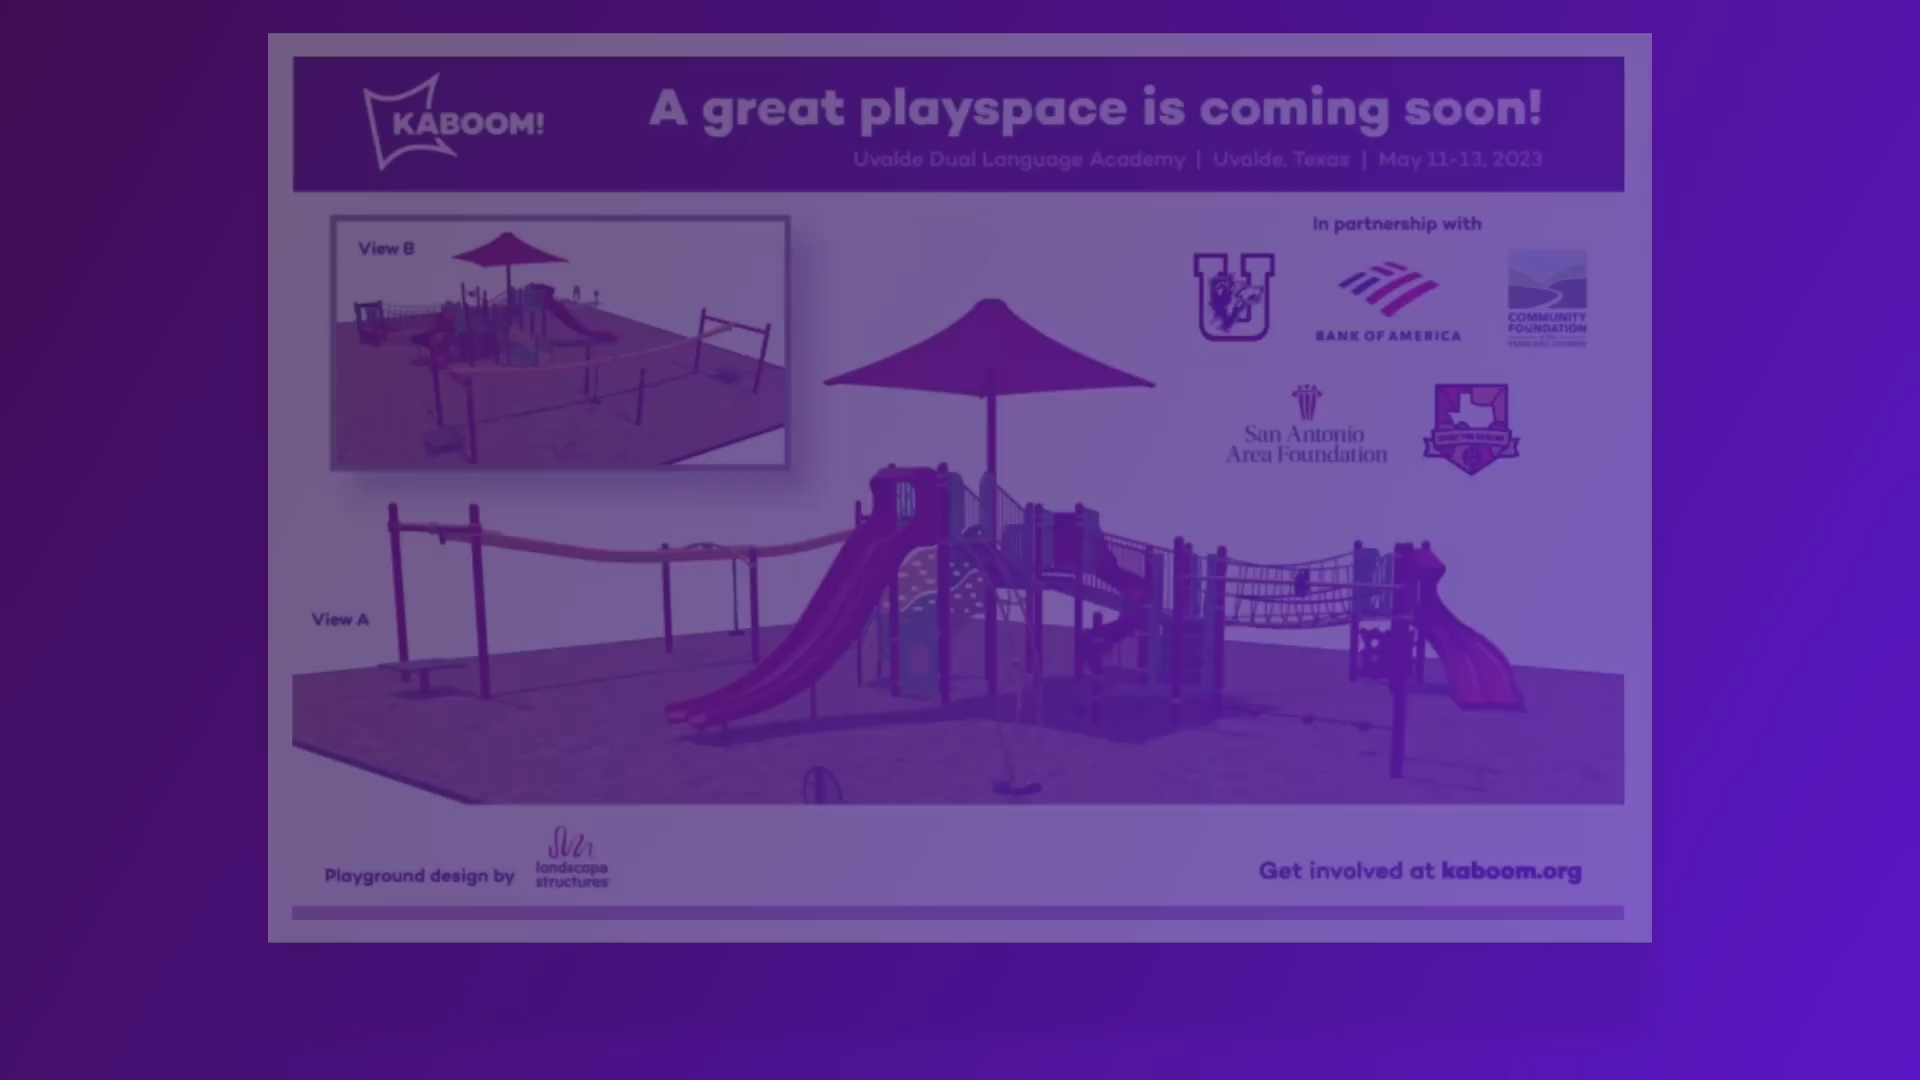 KABOOM!
A great playspace is coming soon!
Uvalde Dual Language Academy | Uvalde, Texas | May 11-13, 2023
View B
In partnership with
U
BANK OF AMERICA
COMMUNITY
FOUNDATION
San Antonio
Area Foundation
View A
Playground design by
landscape
structures
Get involved at kaboom.org